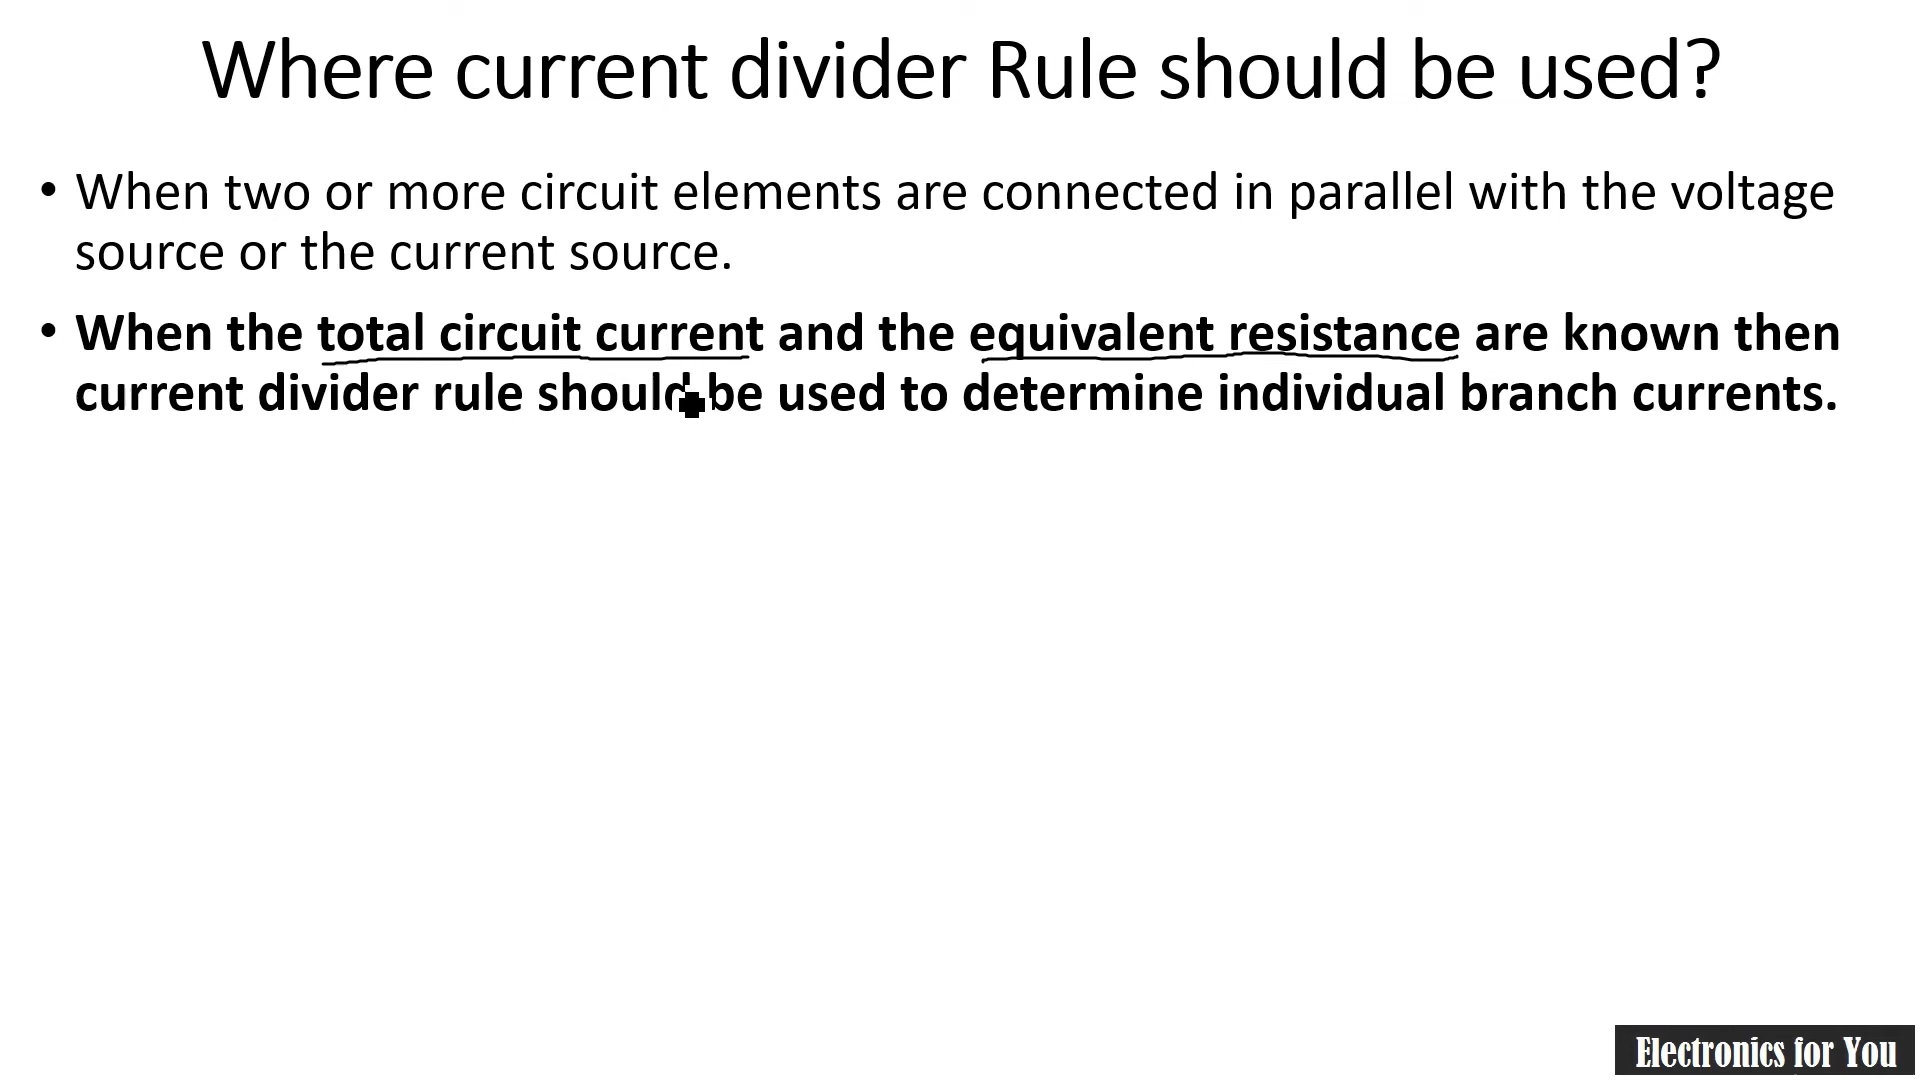 Where current divider Rule should be used?
• When two or more circuit elements are connected in parallel with the voltage
source or the current source.
• When the total circuit current and the equivalent resistance are known then
current divider rule should be used to determine individual branch currents.
Electronics for You